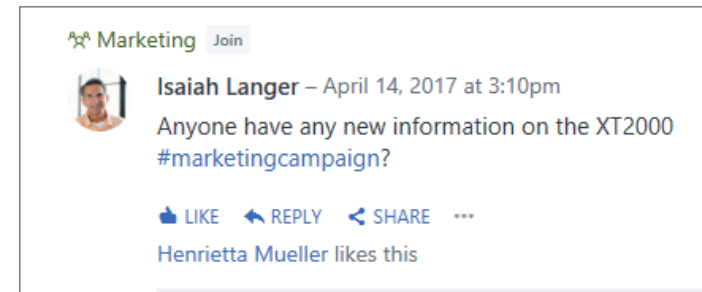 Marketing Join
Isaiah Langer – April 14, 2017 at 3:10pm
Anyone have any new information on the XT2000
#marketingcampaign?
LIKE REPLY SHARE •••
Henrietta Mueller likes this